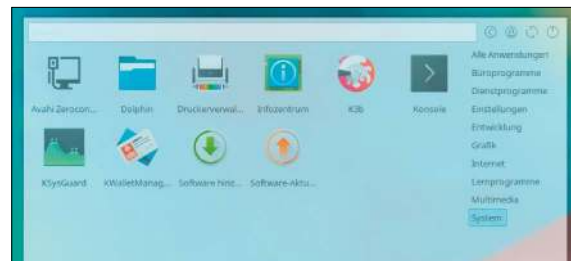 Avahi Zerocon...
Dolphin
Druckerverwal...
Infozentrum
K3b
Konsole
KSysGuard
KWalletManag...
Software hinz...
Software-Aktu...
Alle Anwendungen
Büroprogramme
Dienstprogramme
Einstellungen
Entwicklung
Grafik
Internet
Lernprogramme
Multimedia
System